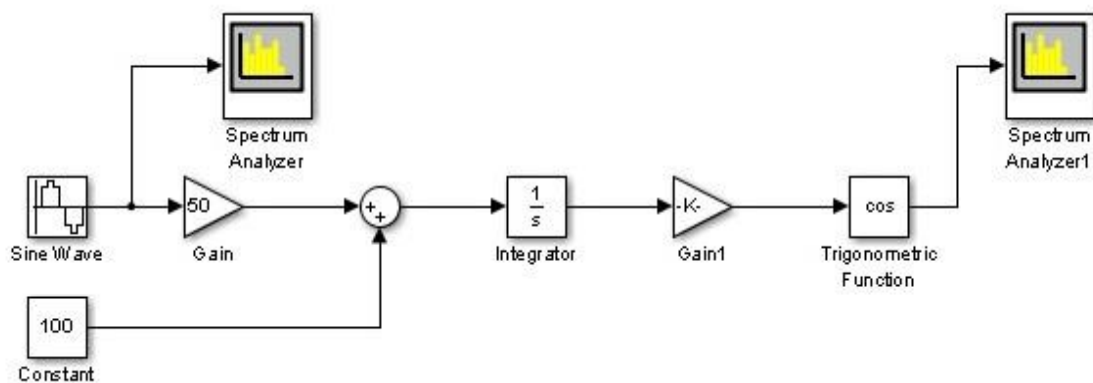 Spectrum
Analyzer
Spectrum
Analyzer1
50
++
1
s
-K-
cos
Sine Wave
Gain
Integrator
Gain1
Trigonometric
Function
100
Constant